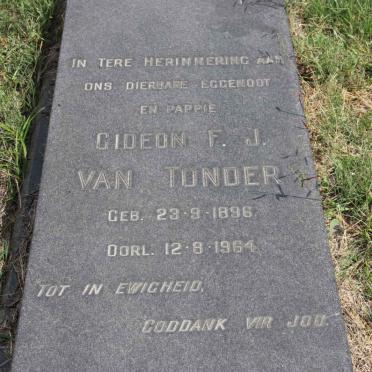 IN TERE HERINNERING AAN
ONS DIERBARE EGGENOOT
EN PAPPIE
GIDEON F. J.
VAN TONDER
GEB. 23-9-1896
OORL. 12-8-1964
TOT IN EWIGHEID,
GODDANK VIR JOU.